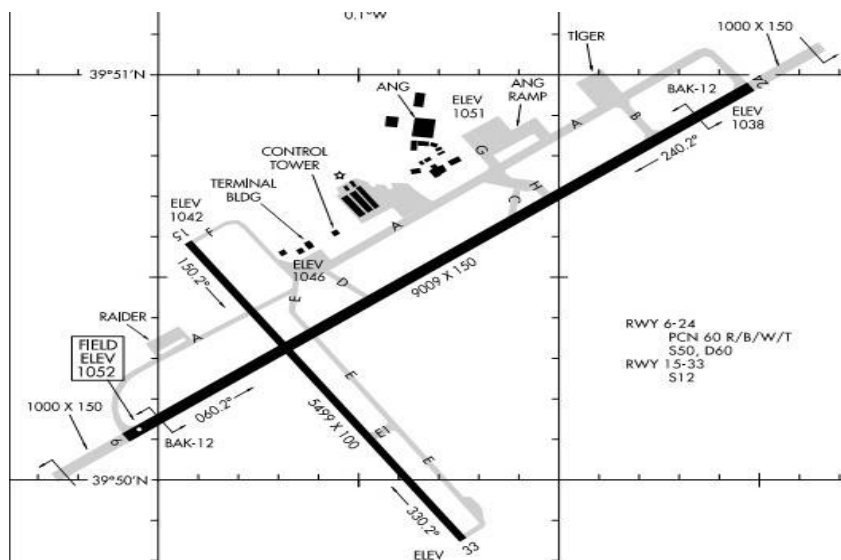 0.1°W
TIGER
1000 X 150
39°51'N
24
ANG
ELEV
1051
ANG
RAMP
BAK-12
ELEV
1038
A
B
240.2°
G
CONTROL
TOWER
TERMINAL
BLDG
H
C
ELEV
1042
15
F
A
150.2°
ELEV
1046
D
E
9009 X 150
RAIDER
A
FIELD
ELEV
1052
RWY 6-24
PCN 60 R/B/W/T
S50, D60
RWY 15-33
S12
060.2°
1000 X 150
6
BAK-12
5499 X 100
E
E
E
39°50'N
330.2°
33
ELEV